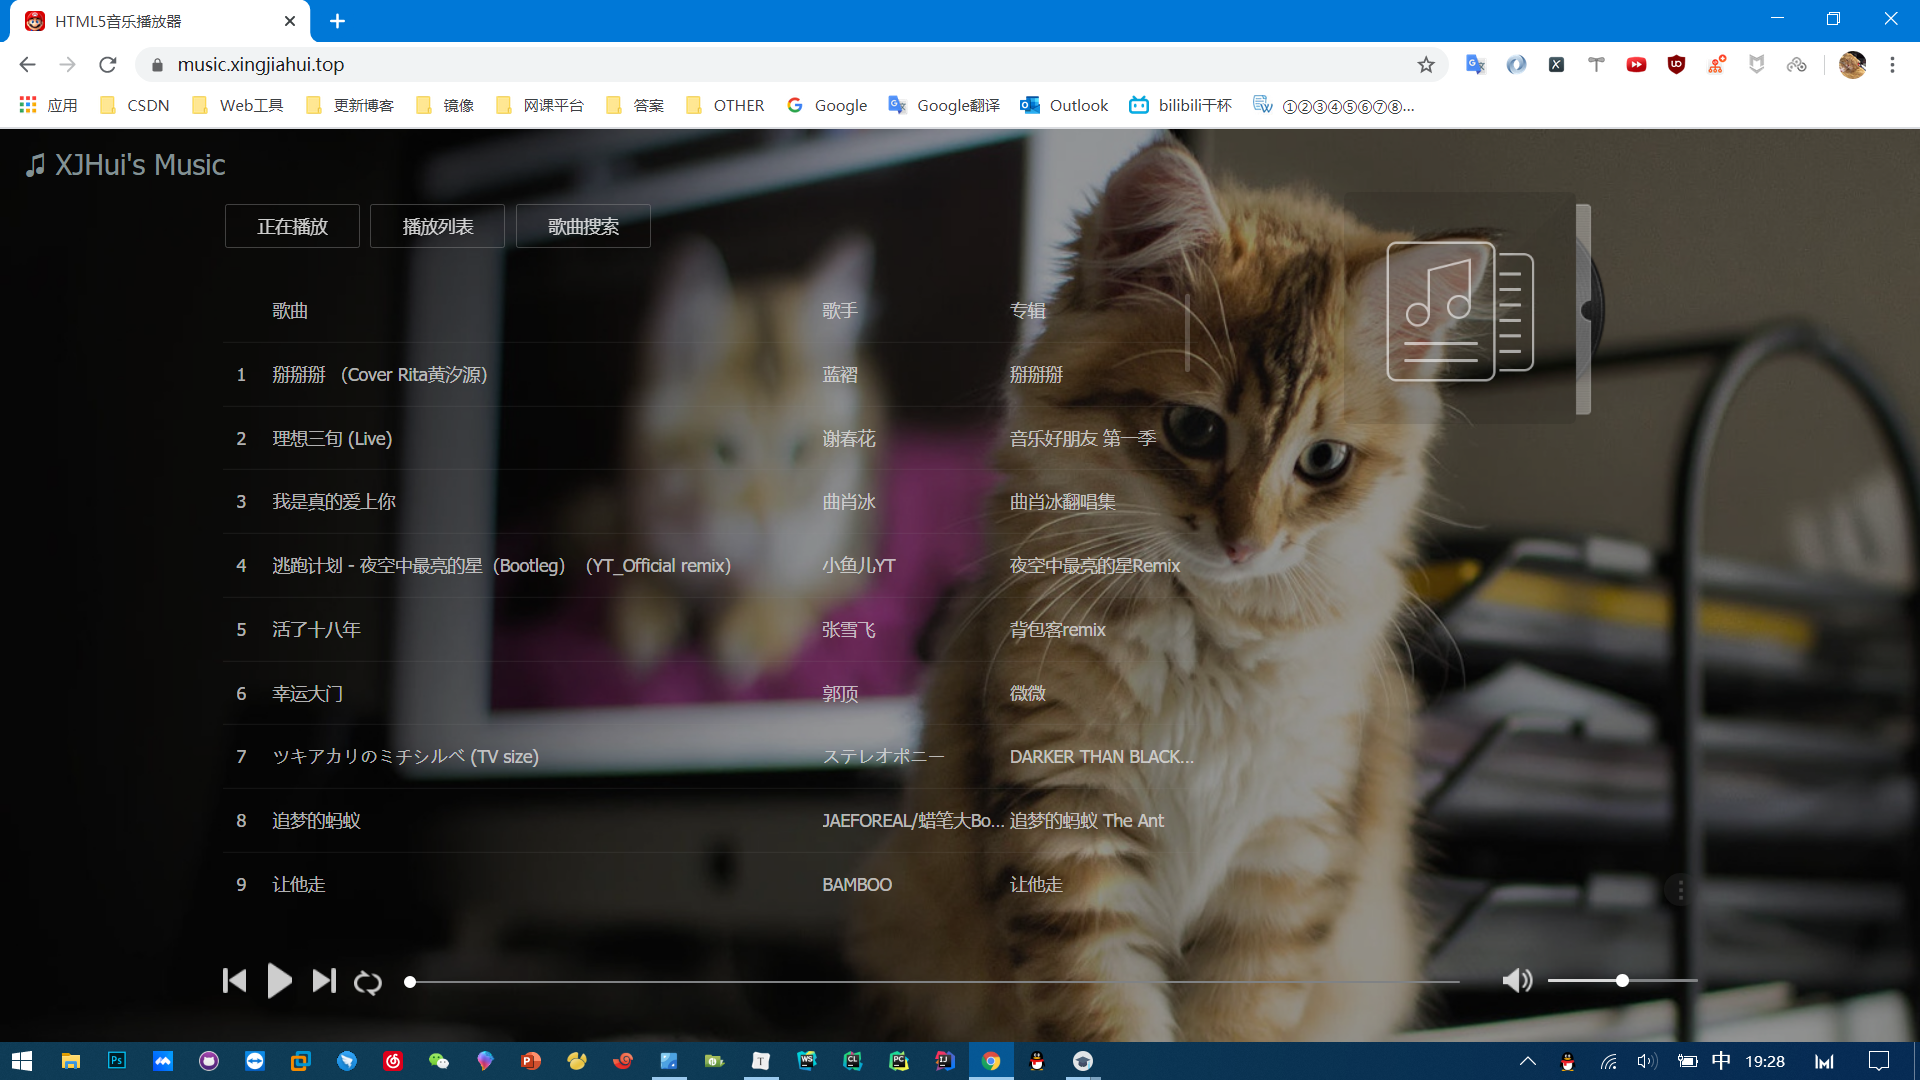 HTML5音乐播放器
music.xingjiahui.top
应用 CSDN Web工具 更新博客 镜像 网课平台 答案 OTHER Google Google翻译 Outlook bilibili干杯 ①②③④⑤⑥⑦⑧...
XJHui's Music
正在播放 播放列表 歌曲搜索
歌曲 歌手 专辑
1 掰掰掰 （Cover Rita黄汐源） 蓝褶 掰掰掰
2 理想三旬 (Live) 谢春花 音乐好朋友 第一季
3 我是真的爱上你 曲肖冰 曲肖冰翻唱集
4 逃跑计划 - 夜空中最亮的星（Bootleg）（YT_Official remix） 小鱼儿YT 夜空中最亮的星Remix
5 活了十八年 张雪飞 背包客remix
6 幸运大门 郭顶 微微
7 ツキアカリのミチシルベ (TV size) ステレオポニー DARKER THAN BLACK...
8 追梦的蚂蚁 JAEFOREAL/蜡笔大Bo... 追梦的蚂蚁 The Ant
9 让他走 BAMBOO 让他走
中 19:28